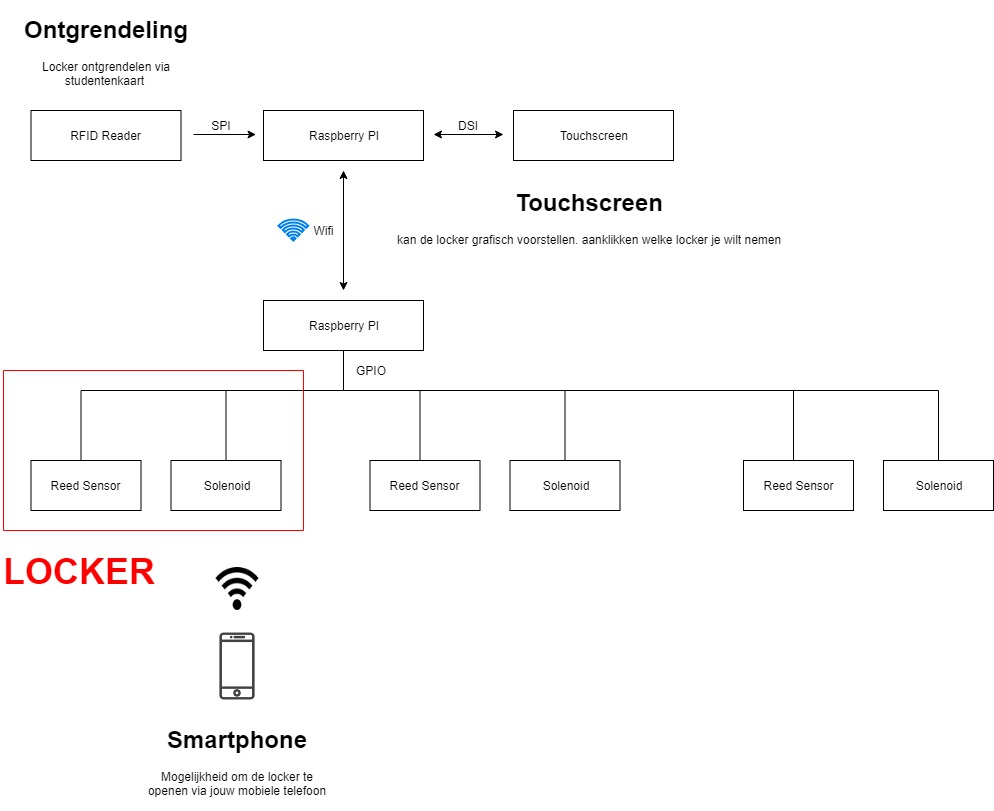 Ontgrendeling
Locker ontgrendelen via
studentenkaart
RFID Reader
SPI
Raspberry PI
DSI
Touchscreen
Touchscreen
kan de locker grafisch voorstellen. aanklikken welke locker je wilt nemen
Wifi
Raspberry PI
GPIO
Reed Sensor
Solenoid
Reed Sensor
Solenoid
Reed Sensor
Solenoid
LOCKER
Smartphone
Mogelijkheid om de locker te
openen via jouw mobiele telefoon